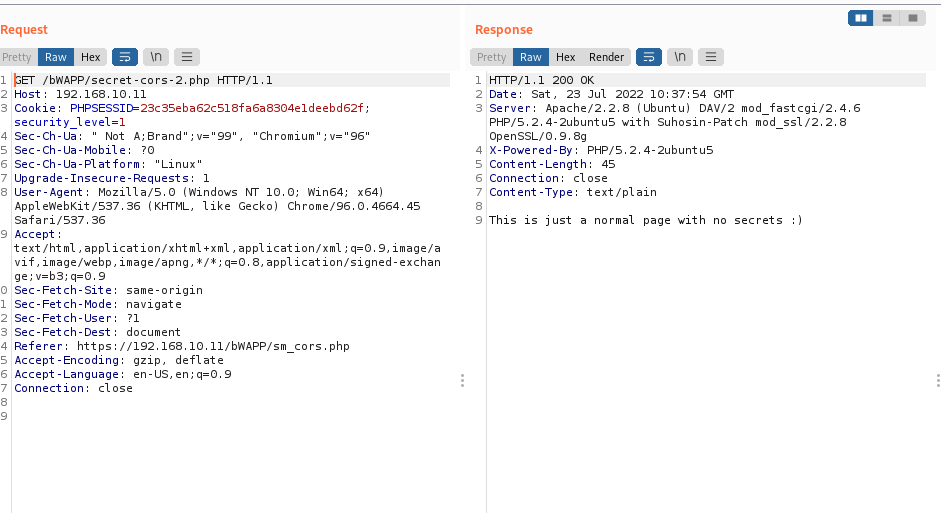 Request
Pretty Raw Hex \n
1 GET /bWAPP/secret-cors-2.php HTTP/1.1
2 Host: 192.168.10.11
3 Cookie: PHPSESSID=23c35eba62c518fa6a8304e1deebd62f;
security_level=1
4 Sec-Ch-Ua: " Not A;Brand";v="99", "Chromium";v="96"
5 Sec-Ch-Ua-Mobile: ?0
6 Sec-Ch-Ua-Platform: "Linux"
7 Upgrade-Insecure-Requests: 1
8 User-Agent: Mozilla/5.0 (Windows NT 10.0; Win64; x64)
AppleWebKit/537.36 (KHTML, like Gecko) Chrome/96.0.4664.45
Safari/537.36
9 Accept:
text/html,application/xhtml+xml,application/xml;q=0.9,image/a
vif,image/webp,image/apng,*/*;q=0.8,application/signed-exchan
ge;v=b3;q=0.9
0 Sec-Fetch-Site: same-origin
1 Sec-Fetch-Mode: navigate
2 Sec-Fetch-User: ?1
3 Sec-Fetch-Dest: document
4 Referer: https://192.168.10.11/bWAPP/sm_cors.php
5 Accept-Encoding: gzip, deflate
6 Accept-Language: en-US,en;q=0.9
7 Connection: close
8
9
Response
Pretty Raw Hex Render \n
1 HTTP/1.1 200 OK
2 Date: Sat, 23 Jul 2022 10:37:54 GMT
3 Server: Apache/2.2.8 (Ubuntu) DAV/2 mod_fastcgi/2.4.6
PHP/5.2.4-2ubuntu5 with Suhosin-Patch mod_ssl/2.2.8
OpenSSL/0.9.8g
4 X-Powered-By: PHP/5.2.4-2ubuntu5
5 Content-Length: 45
6 Connection: close
7 Content-Type: text/plain
8
9 This is just a normal page with no secrets :)